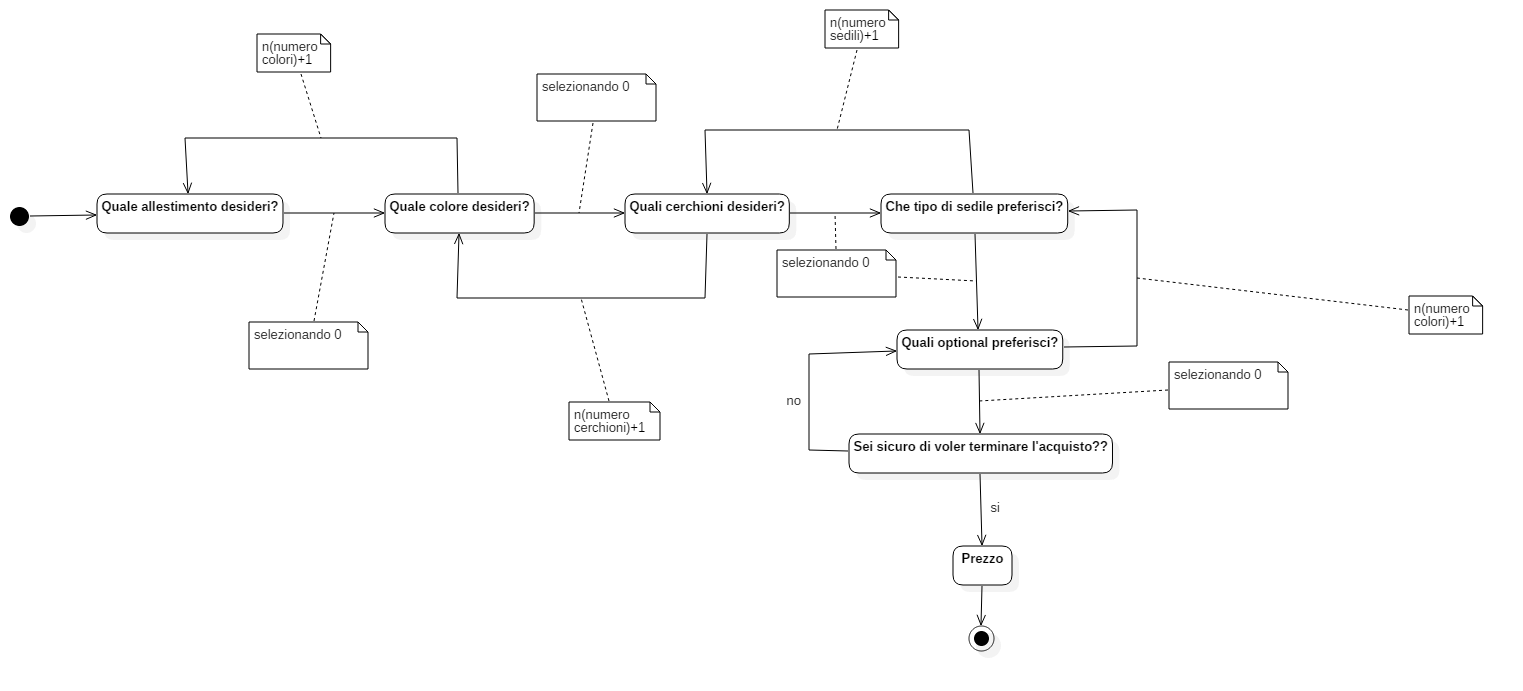 n(numero
sedili)+1
n(numero
colori)+1
selezionando 0
Quale allestimento desideri?
Quale colore desideri?
Quali cerchioni desideri?
Che tipo di sedile preferisci?
selezionando 0
n(numero
colori)+1
selezionando 0
Quali optional preferisci?
selezionando 0
no
n(numero
cerchioni)+1
Sei sicuro di voler terminare l'acquisto??
si
Prezzo